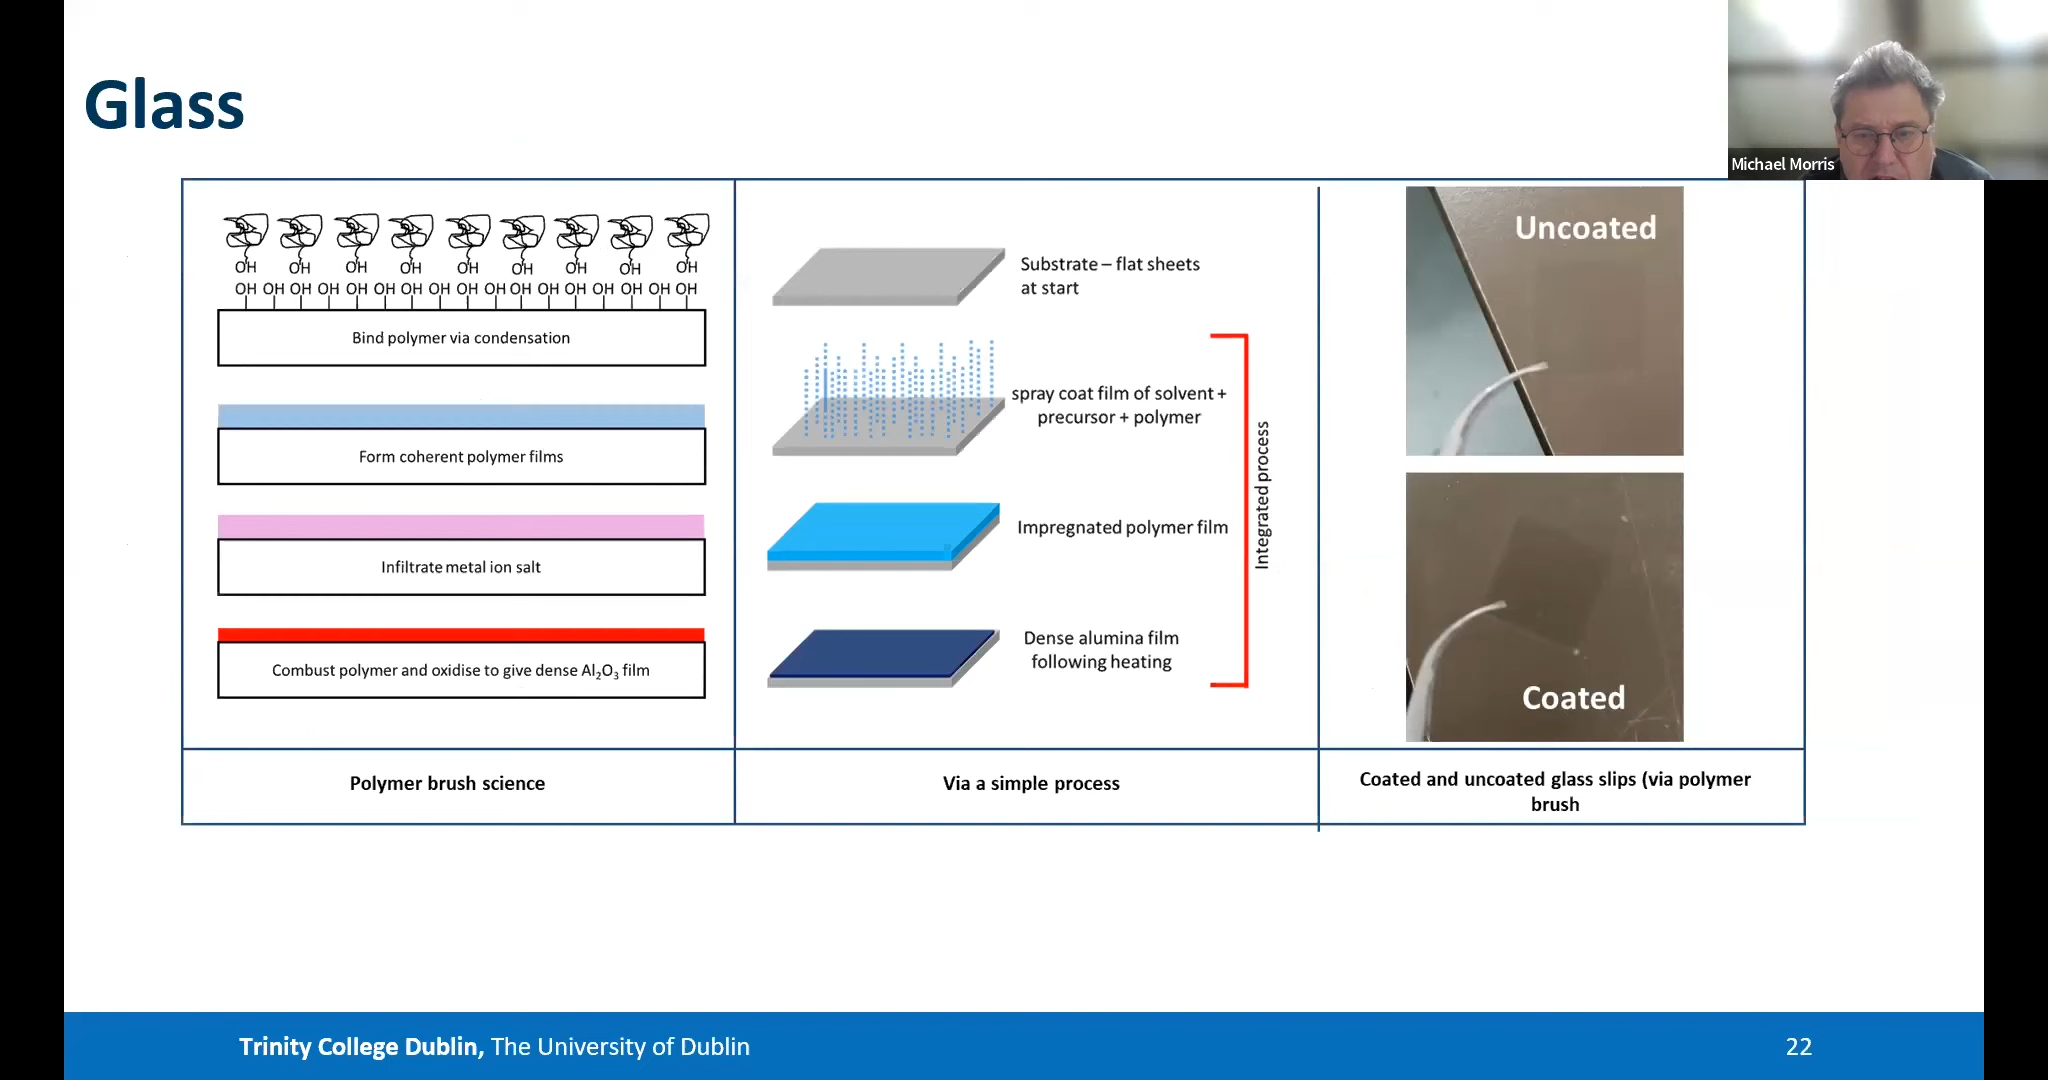 Glass
Michael Morris
OH OH OH OH OH OH OH OH OH
OH OH OH OH OH OH OH OH OH OH OH OH OH OH OH OH OH
Bind polymer via condensation
Form coherent polymer films
Infiltrate metal ion salt
Combust polymer and oxidise to give dense Al₂O₃ film
Polymer brush science
Substrate – flat sheets
at start
spray coat film of solvent +
precursor + polymer
Impregnated polymer film
Dense alumina film
following heating
Integrated process
Via a simple process
Uncoated
Coated
Coated and uncoated glass slips (via polymer
brush
Trinity College Dublin, The University of Dublin
22